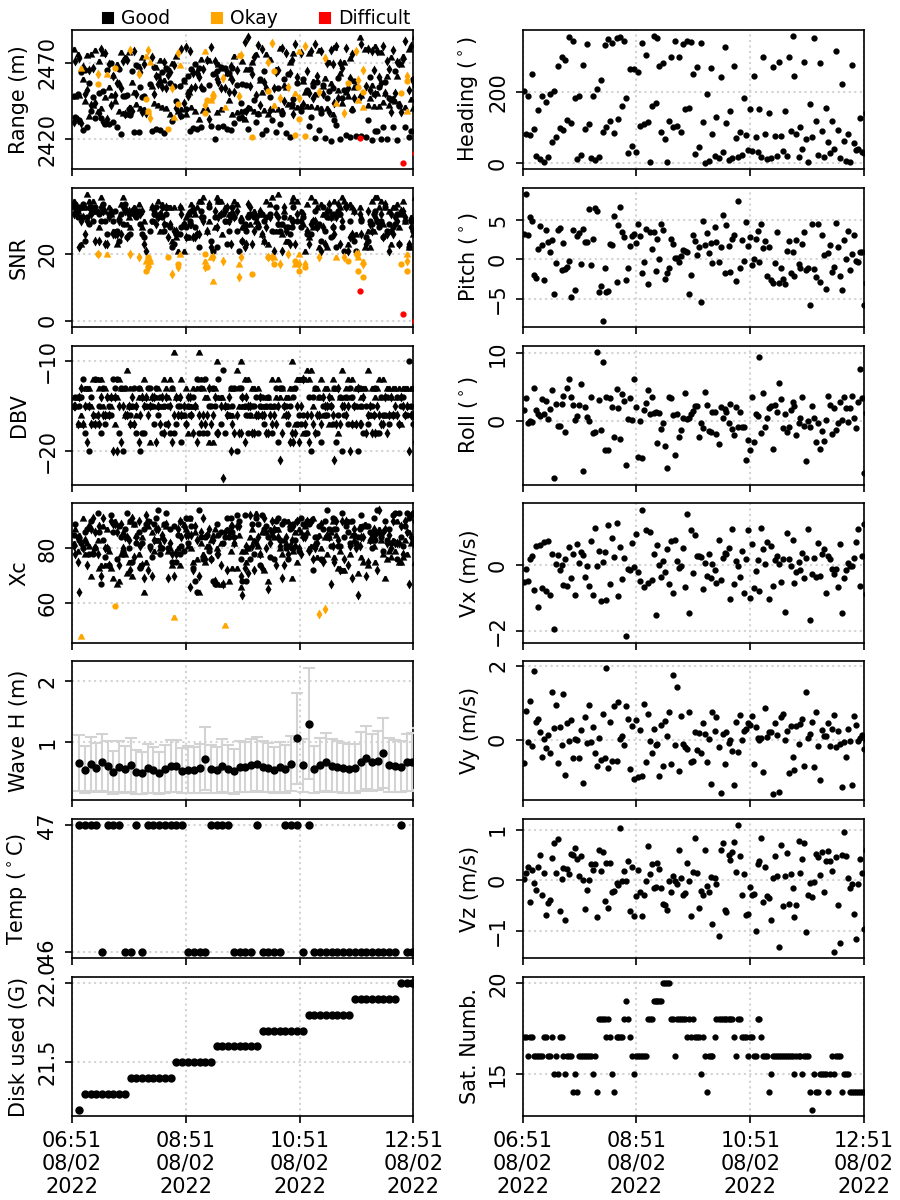 Good Okay Difficult
Range (m)
2470
2420
Heading (°)
200
0
SNR
20
0
Pitch (°)
5
0
−5
DBV
−10
−20
Roll (°)
10
0
Xc
80
60
Vx (m/s)
0
−2
Wave H (m)
2
1
Vy (m/s)
2
0
Temp (°C)
47
46
Vz (m/s)
1
0
−1
Disk used (G)
22.0
21.5
Sat. Numb.
20
15
06:51 08:51 10:51 12:51
08/02 08/02 08/02 08/02
2022 2022 2022 2022
06:51 08:51 10:51 12:51
08/02 08/02 08/02 08/02
2022 2022 2022 2022